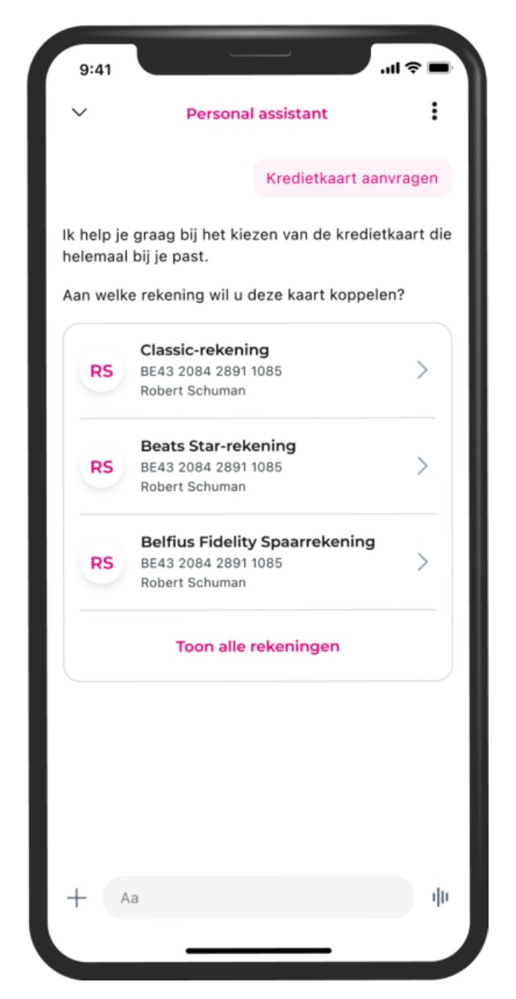 9:41
Personal assistant
Kredietkaart aanvragen
Ik help je graag bij het kiezen van de kredietkaart die
helemaal bij je past.
Aan welke rekening wil u deze kaart koppelen?
RS
Classic-rekening
BE43 2084 2891 1085
Robert Schuman
RS
Beats Star-rekening
BE43 2084 2891 1085
Robert Schuman
RS
Belfius Fidelity Spaarrekening
BE43 2084 2891 1085
Robert Schuman
Toon alle rekeningen
Aa